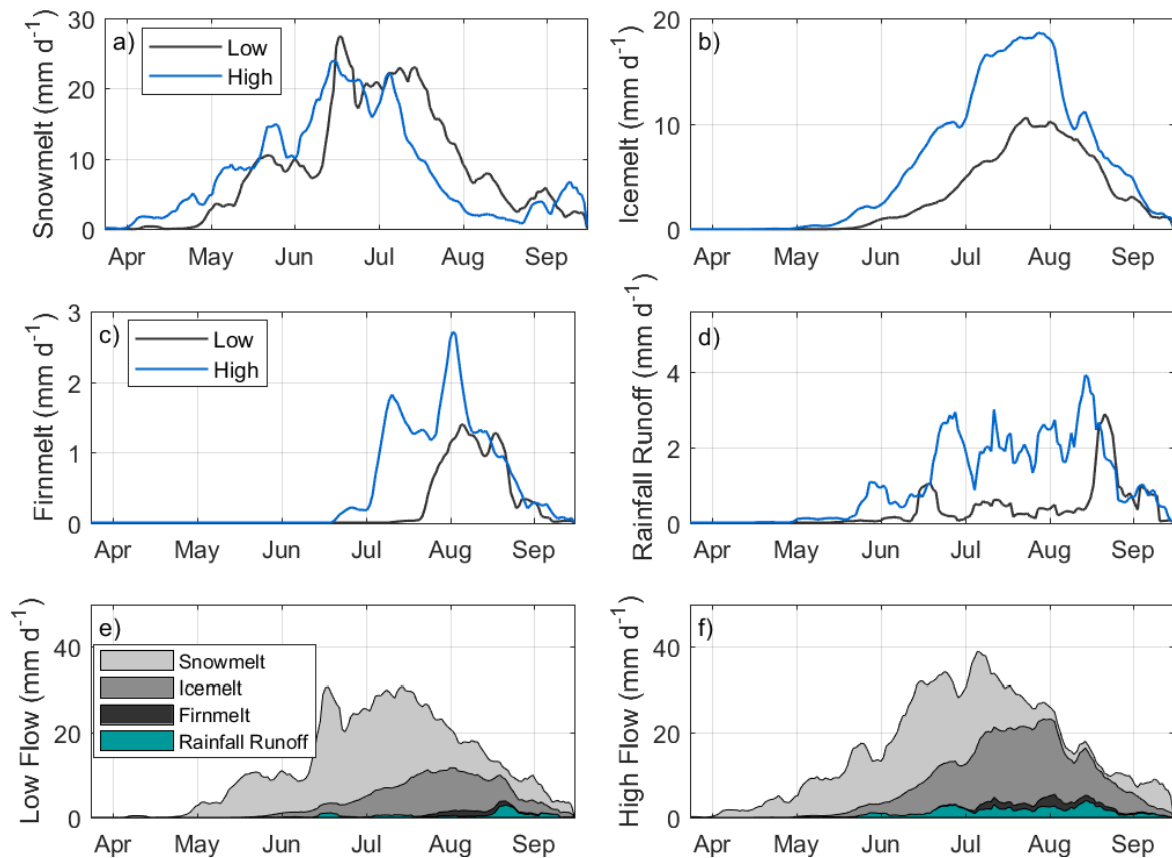 a)
Low
High
30
20
10
0
Snowmelt (mm d⁻¹)
Apr May Jun Jul Aug Sep
b)
20
10
0
Icemelt (mm d⁻¹)
Apr May Jun Jul Aug Sep
c)
Low
High
3
2
1
0
Firnmelt (mm d⁻¹)
Apr May Jun Jul Aug Sep
d)
4
2
0
Rainfall Runoff (mm d⁻¹)
Apr May Jun Jul Aug Sep
e)
Snowmelt
Icemelt
Firnmelt
Rainfall Runoff
40
20
0
Low Flow (mm d⁻¹)
Apr May Jun Jul Aug Sep
f)
40
20
0
High Flow (mm d⁻¹)
Apr May Jun Jul Aug Sep